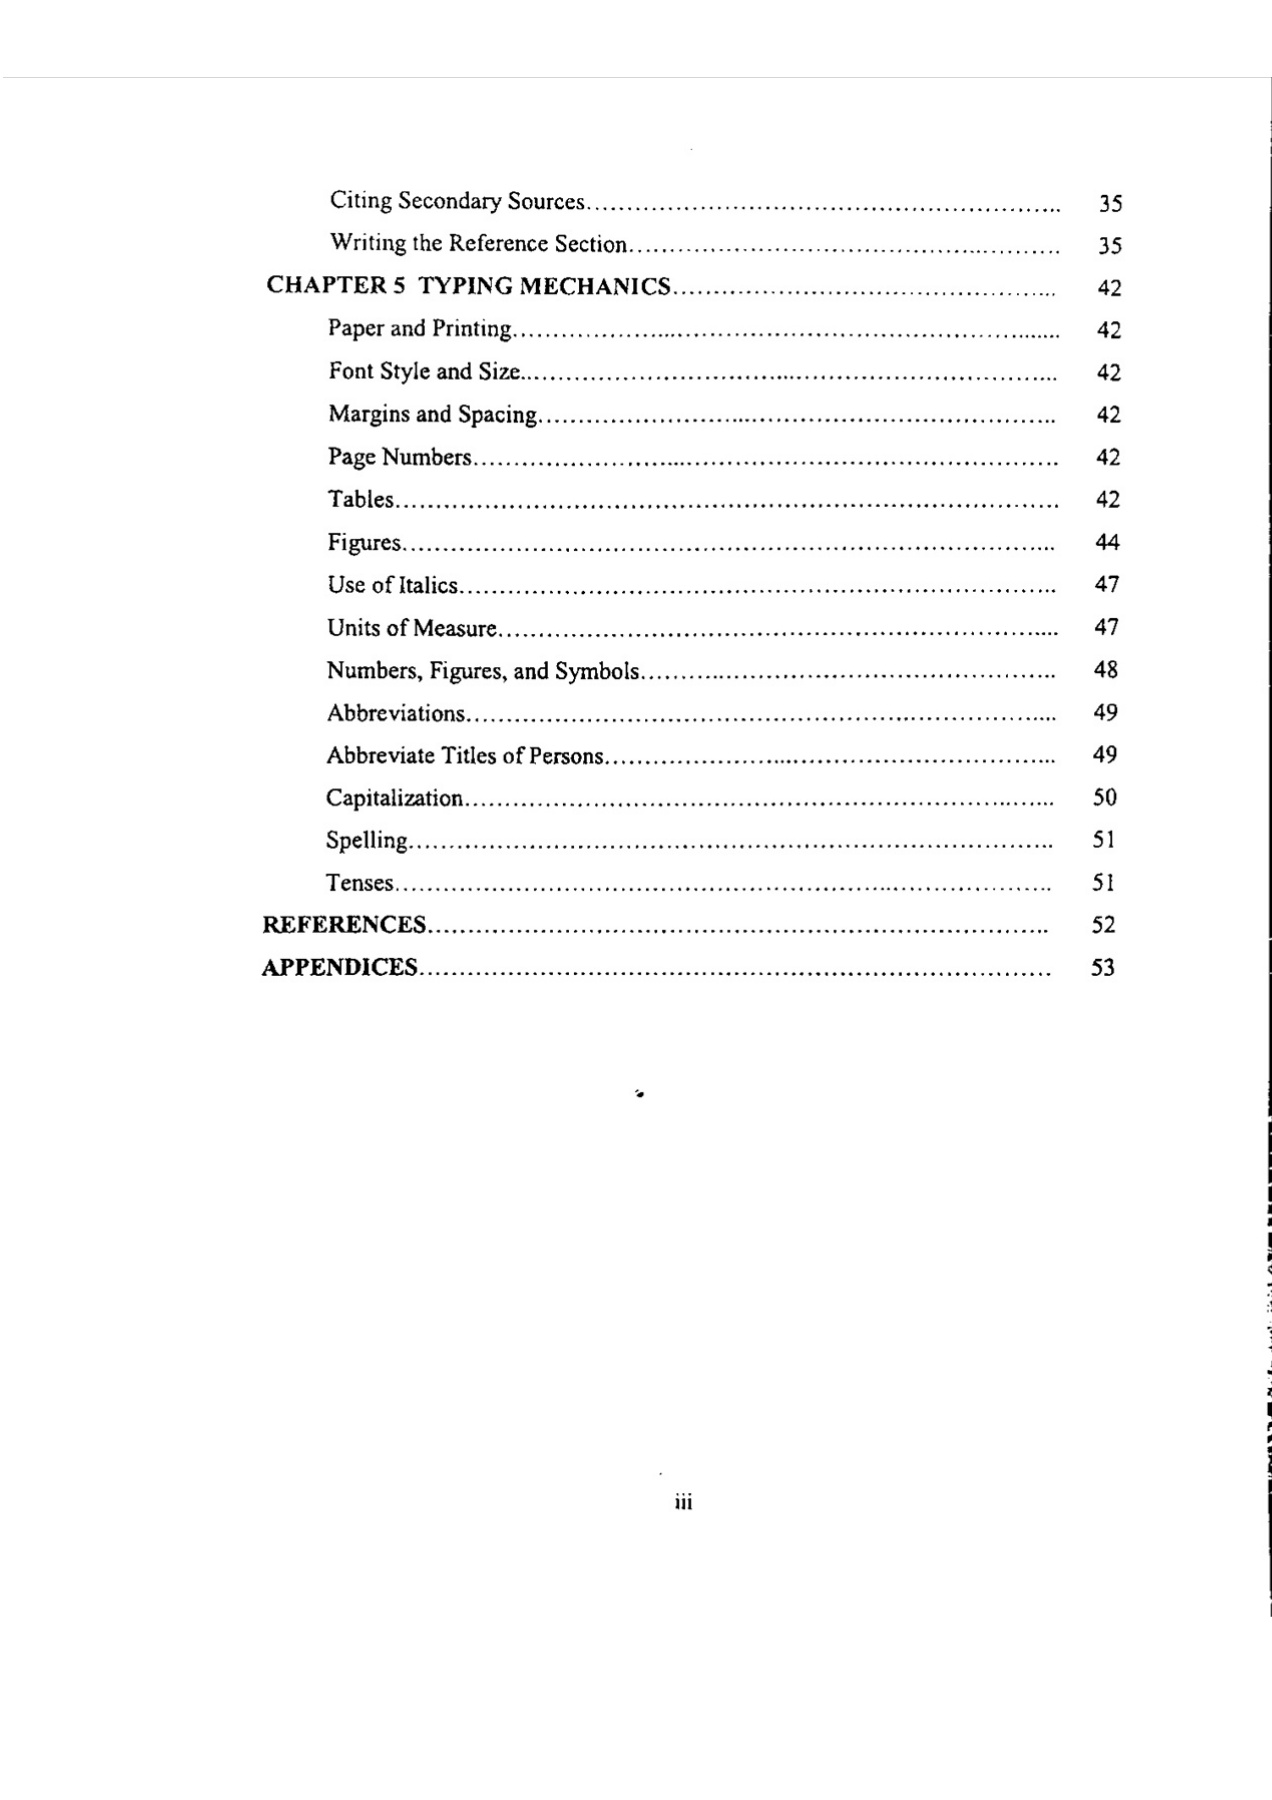 Citing Secondary Sources.......................................................... 35
Writing the Reference Section..................................................... 35
CHAPTER 5 TYPING MECHANICS............................................... 42
Paper and Printing................................................................... 42
Font Style and Size.................................................................. 42
Margins and Spacing................................................................ 42
Page Numbers........................................................................ 42
Tables.................................................................................. 42
Figures................................................................................ 44
Use of Italics......................................................................... 47
Units of Measure..................................................................... 47
Numbers, Figures, and Symbols................................................... 48
Abbreviations......................................................................... 49
Abbreviate Titles of Persons....................................................... 49
Capitalization......................................................................... 50
Spelling............................................................................... 51
Tenses................................................................................. 51
REFERENCES............................................................................ 52
APPENDICES.............................................................................. 53
iii